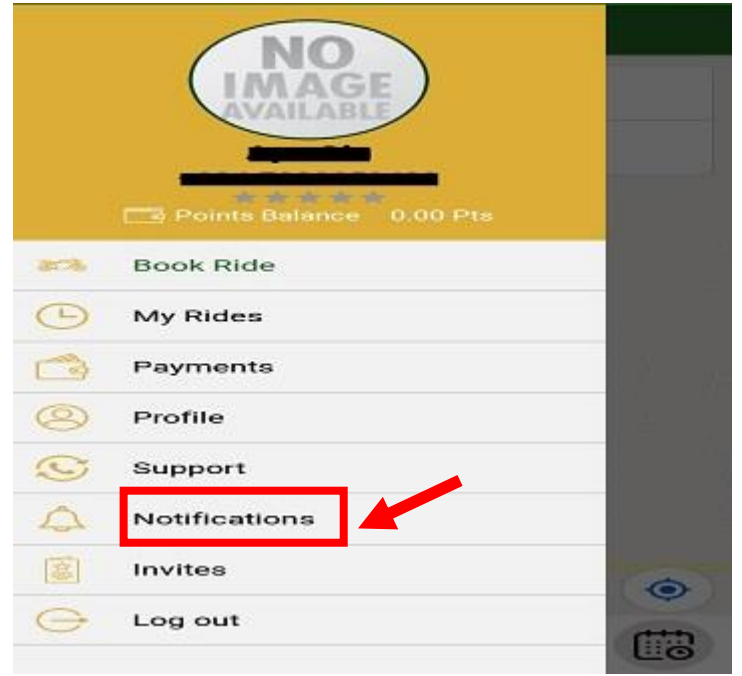 NO
IMAGE
AVAILABLE
Points Balance 0.00 Pts
Book Ride
My Rides
Payments
Profile
Support
Notifications
Invites
Log out